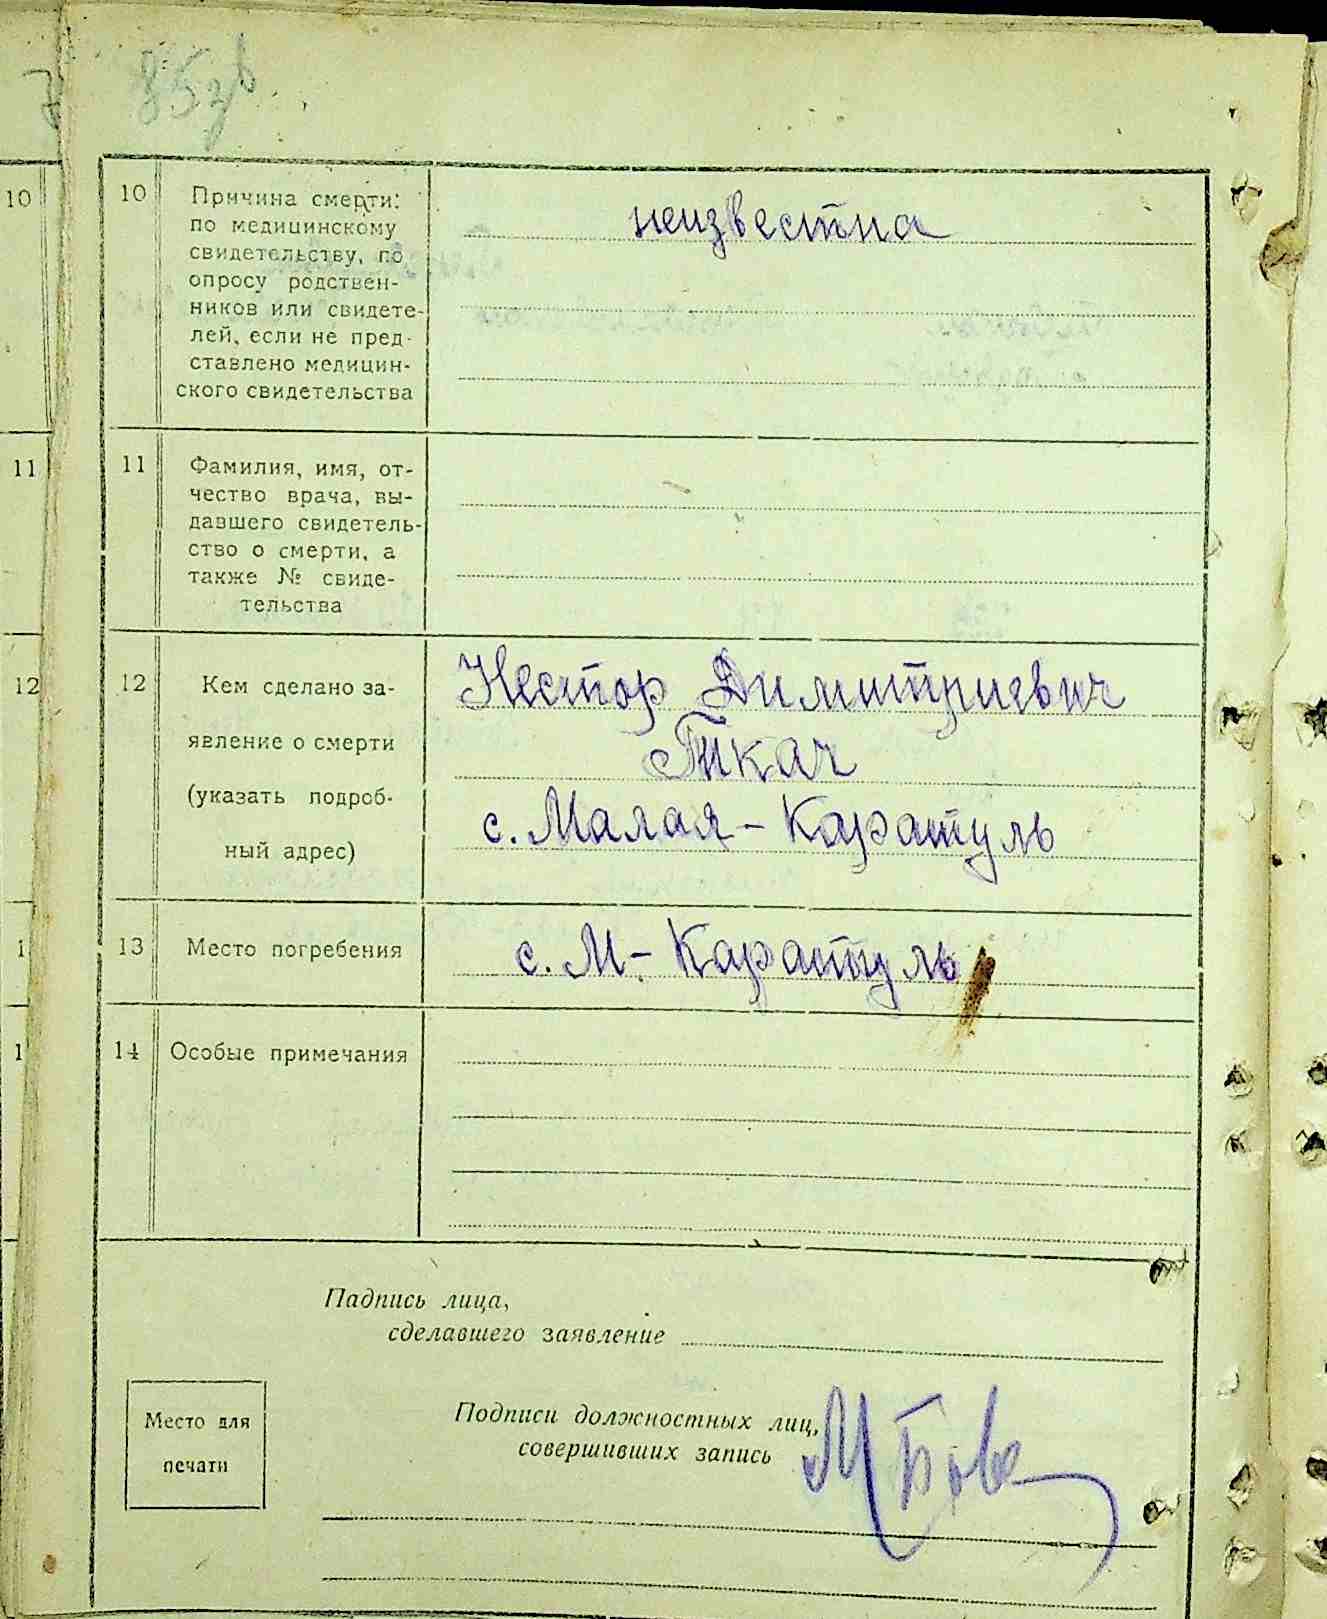 85зв
10 Причина смерти:
по медицинскому
свидетельству, по
опросу родствен-
ников или свидете-
лей, если не пред-
ставлено медицин-
ского свидетельства
неизвестна
11 Фамилия, имя, от-
чество врача, вы-
давшего свидетель-
ство о смерти, а
также № свиде-
тельства
12 Кем сделано за-
явление о смерти
(указать подроб-
ный адрес)
Нестор Димитриевич
Ткач
с. Малая - Каратуль
13 Место погребения
с. М - Каратуль
14 Особые примечания
Падпись лица,
сделавшего заявление
Место для
печати
Подписи должностных лиц,
совершивших запись
10
11
12
1
1